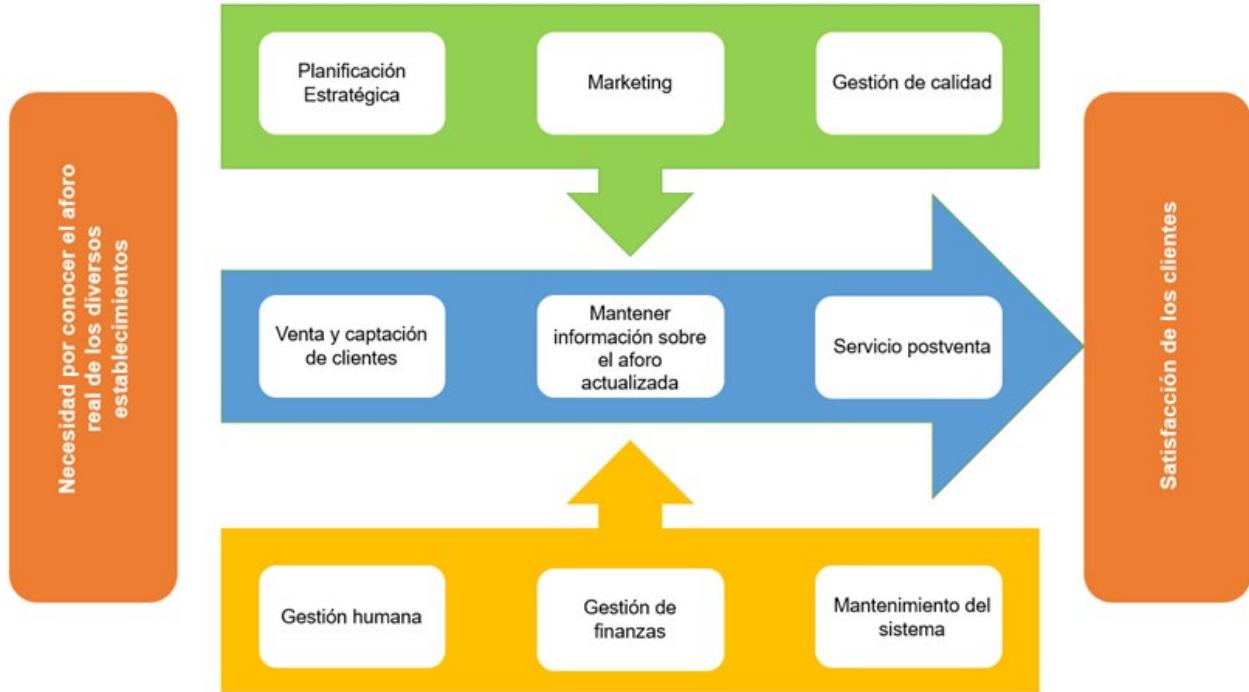 Necesidad por conocer el aforo
real de los diversos
establecimientos
Planificación
Estratégica
Marketing
Gestión de calidad
Venta y captación
de clientes
Mantener
información sobre
el aforo
actualizada
Servicio postventa
Gestión humana
Gestión de
finanzas
Mantenimiento del
sistema
Satisfacción de los clientes